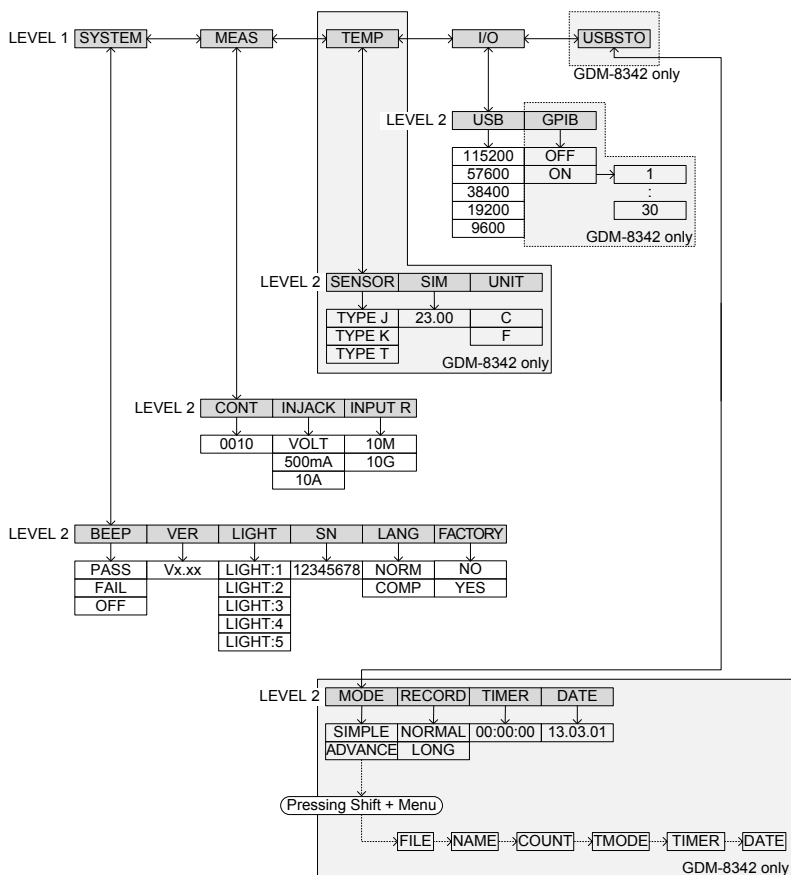 LEVEL 1 SYSTEM MEAS TEMP I/O USBSTO
GDM-8342 only
LEVEL 2 USB GPIB
115200 OFF
57600 ON 1
38400 :
19200 30
9600
GDM-8342 only
LEVEL 2 SENSOR SIM UNIT
TYPE J 23.00 C
TYPE K F
TYPE T
GDM-8342 only
LEVEL 2 CONT INJACK INPUT R
0010 VOLT 10M
500mA 10G
10A
LEVEL 2 BEEP VER LIGHT SN LANG FACTORY
PASS Vx.xx LIGHT:1 12345678 NORM NO
FAIL LIGHT:2 COMP YES
OFF LIGHT:3
LIGHT:4
LIGHT:5
LEVEL 2 MODE RECORD TIMER DATE
SIMPLE NORMAL 00:00:00 13.03.01
ADVANCE LONG
Pressing Shift + Menu
FILE NAME COUNT TMODE TIMER DATE
GDM-8342 only